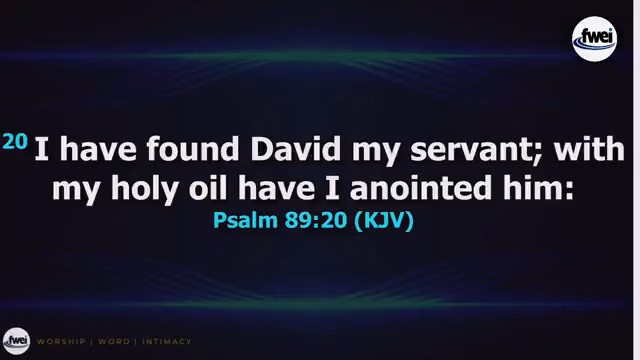 fwei
20 I have found David my servant; with
my holy oil have I anointed him:
Psalm 89:20 (KJV)
fwei WORSHIP | WORD | INTIMACY